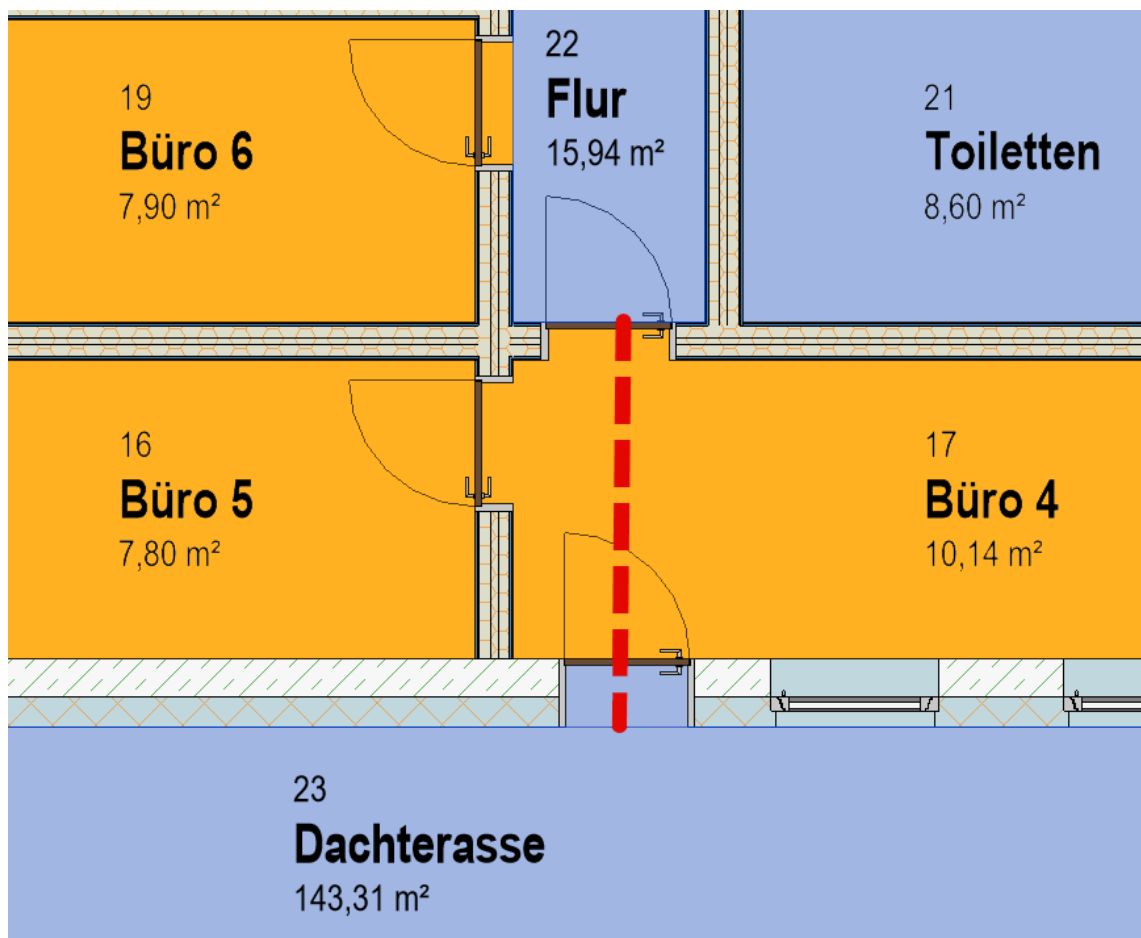 22
Flur
15,94 m²
19
Büro 6
7,90 m²
21
Toiletten
8,60 m²
16
Büro 5
7,80 m²
17
Büro 4
10,14 m²
23
Dachterasse
143,31 m²